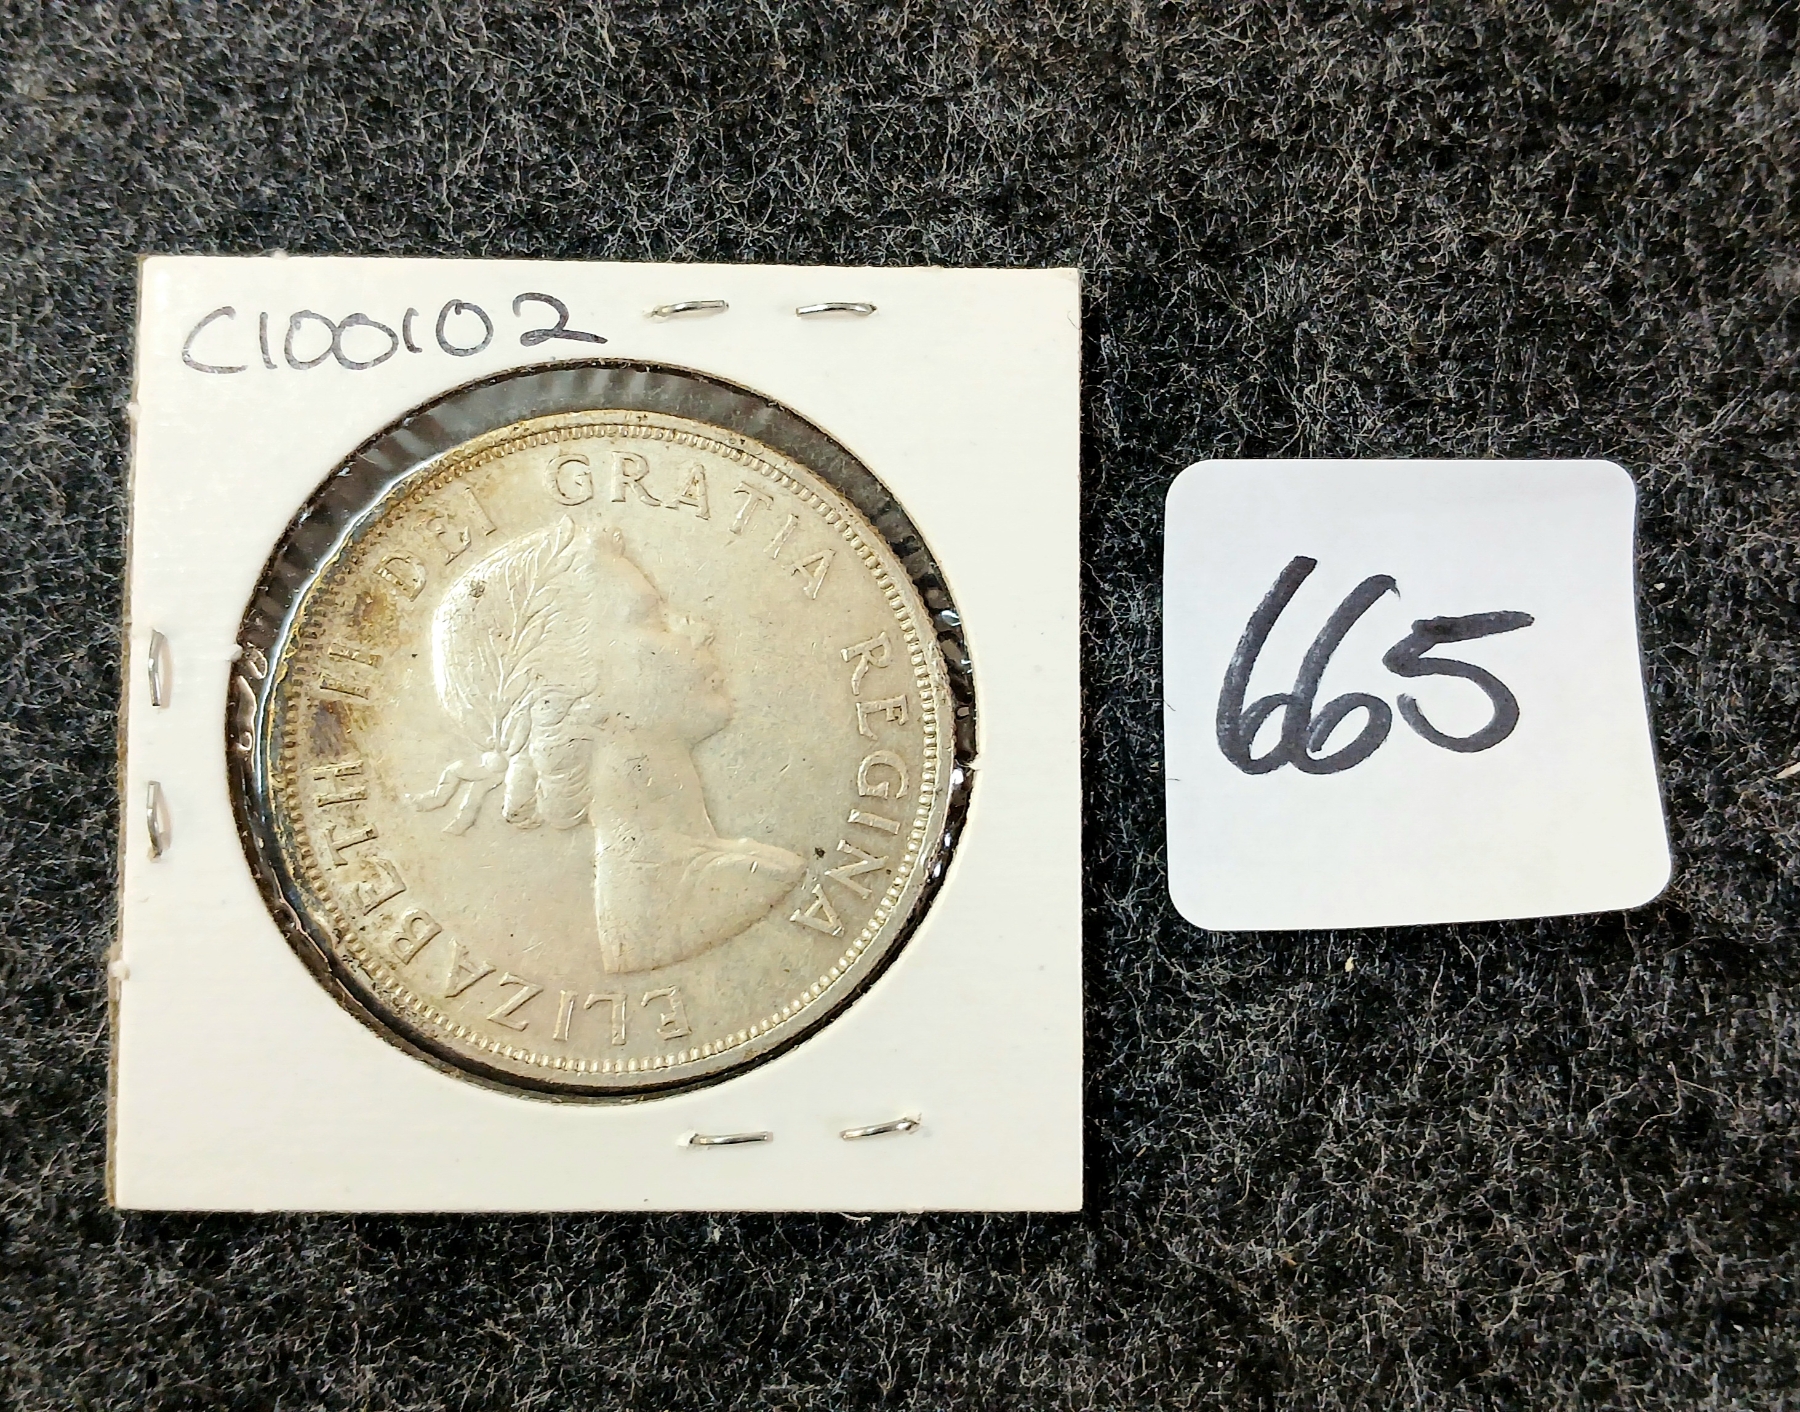 C100102
ELIZABETH II DEI GRATIA REGINA
665